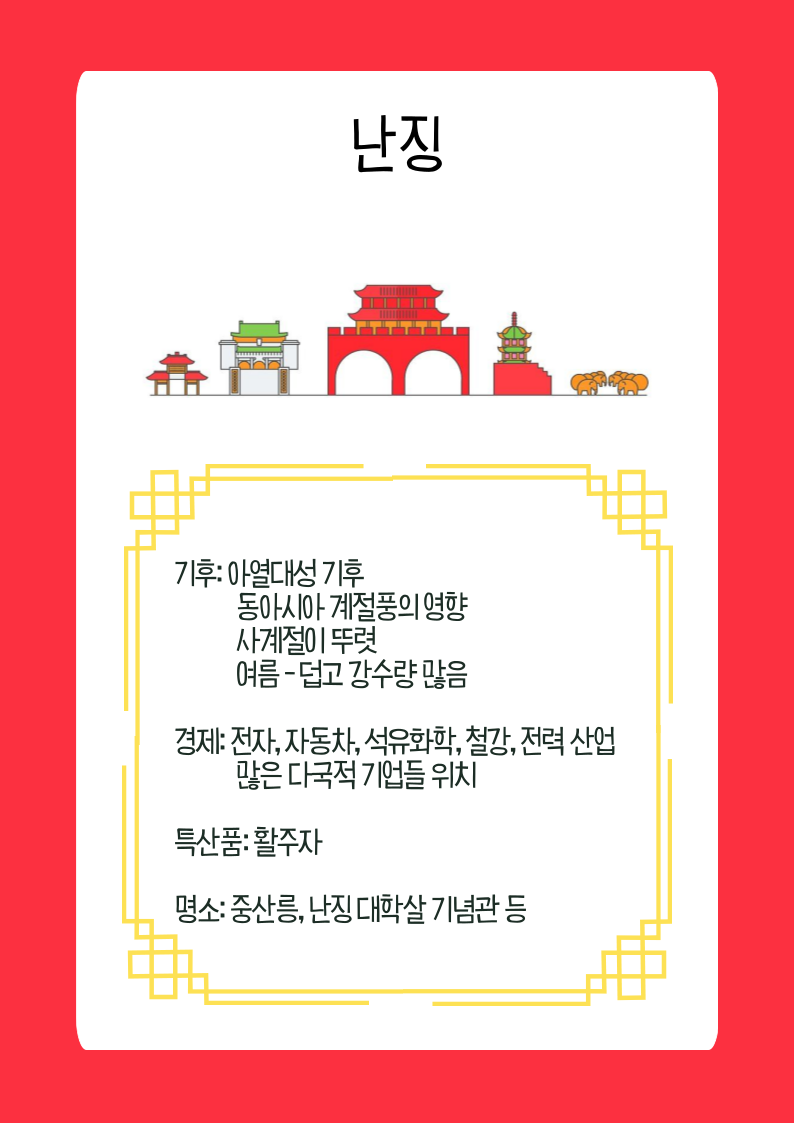 난징
기후: 아열대성 기후
동아시아 계절풍의 영향
사계절이 뚜렷
여름 - 덥고 강수량 많음
경제: 전자, 자동차, 석유화학, 철강, 전력 산업
많은 다국적 기업들 위치
특산품: 활주자
명소: 중산릉, 난징 대학살 기념관 등